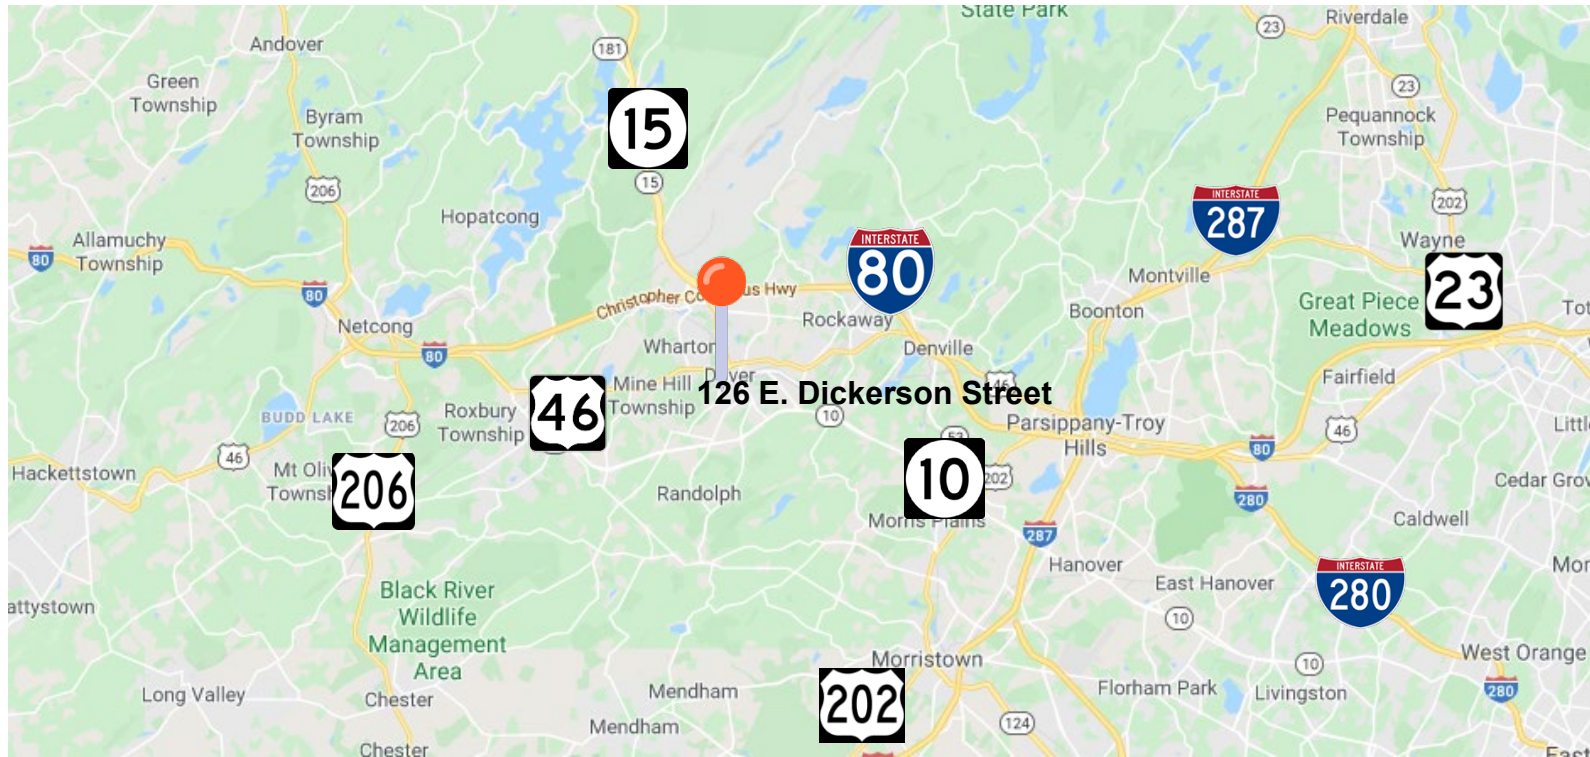 State Park
Riverdale
23
Andover
181
Green
Township
23
15
Byram
Township
Pequannock
Township
15
206
202
INTERSTATE
287
Hopatcong
Allamuchy
Township
80
INTERSTATE
80
Wayne
Montville
23
80
Christopher Co us Hwy
Great Piece
Meadows
Boonton
Netcong
Rockaway
Wharton
Denville
80
Mine Hill
Township
46
126 E. Dickerson Street
46
Fairfield
BUDD LAKE
206
Roxbury
Township
10
Parsippany-Troy
Hills
46
53
80
46
Hackettstown
206
10
202
Randolph
280
Cedar Grov
Morris Plains
287
Caldwell
Hanover
INTERSTATE
280
East Hanover
Black River
Wildlife
Management
Area
attystown
10
Morristown
West Orange
10
202
Long Valley
Chester
Mendham
Florham Park
Livingston
280
124
Mendham
Chester